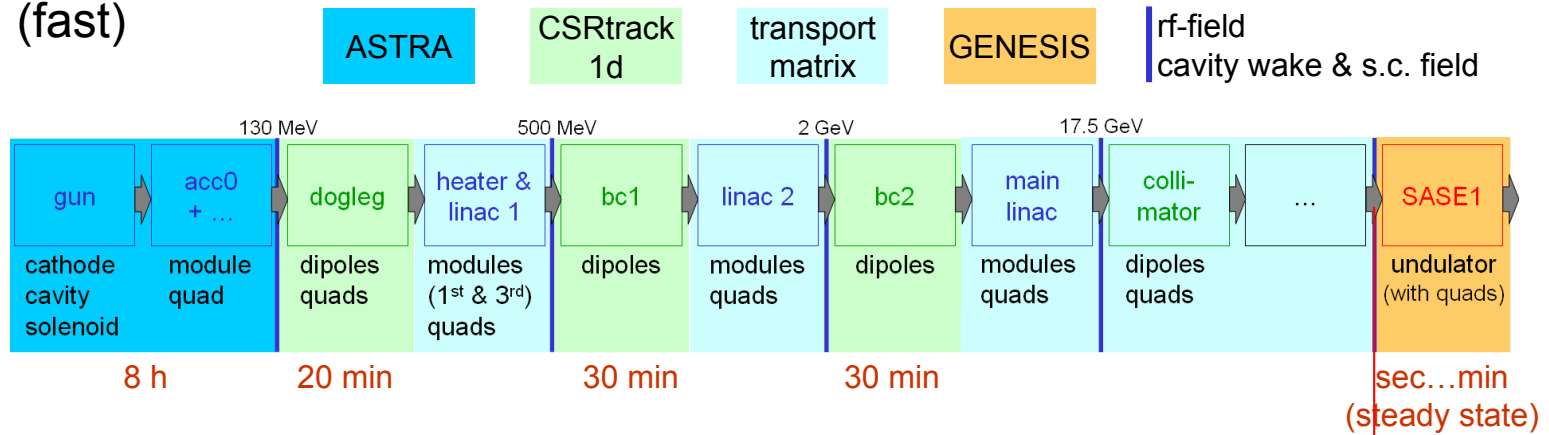 (fast)
ASTRA
CSRtrack
1d
transport
matrix
GENESIS
rf-field
cavity wake & s.c. field
130 MeV
500 MeV
2 GeV
17.5 GeV
gun
acc0
+ ...
dogleg
heater &
linac 1
bc1
linac 2
bc2
main
linac
colli-
mator
...
SASE1
cathode
cavity
solenoid
module
quad
dipoles
quads
modules
(1st & 3rd)
quads
dipoles
modules
quads
dipoles
modules
quads
dipoles
quads
undulator
(with quads)
8 h
20 min
30 min
30 min
sec...min
(steady state)